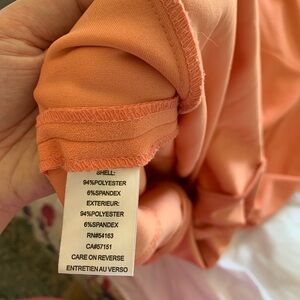 SHELL:
94%POLYESTER
6%SPANDEX
EXTERIEUR:
94%POLYESTER
6%SPANDEX
RN#54163
CA#57151
CARE ON REVERSE
ENTRETIEN AU VERSO